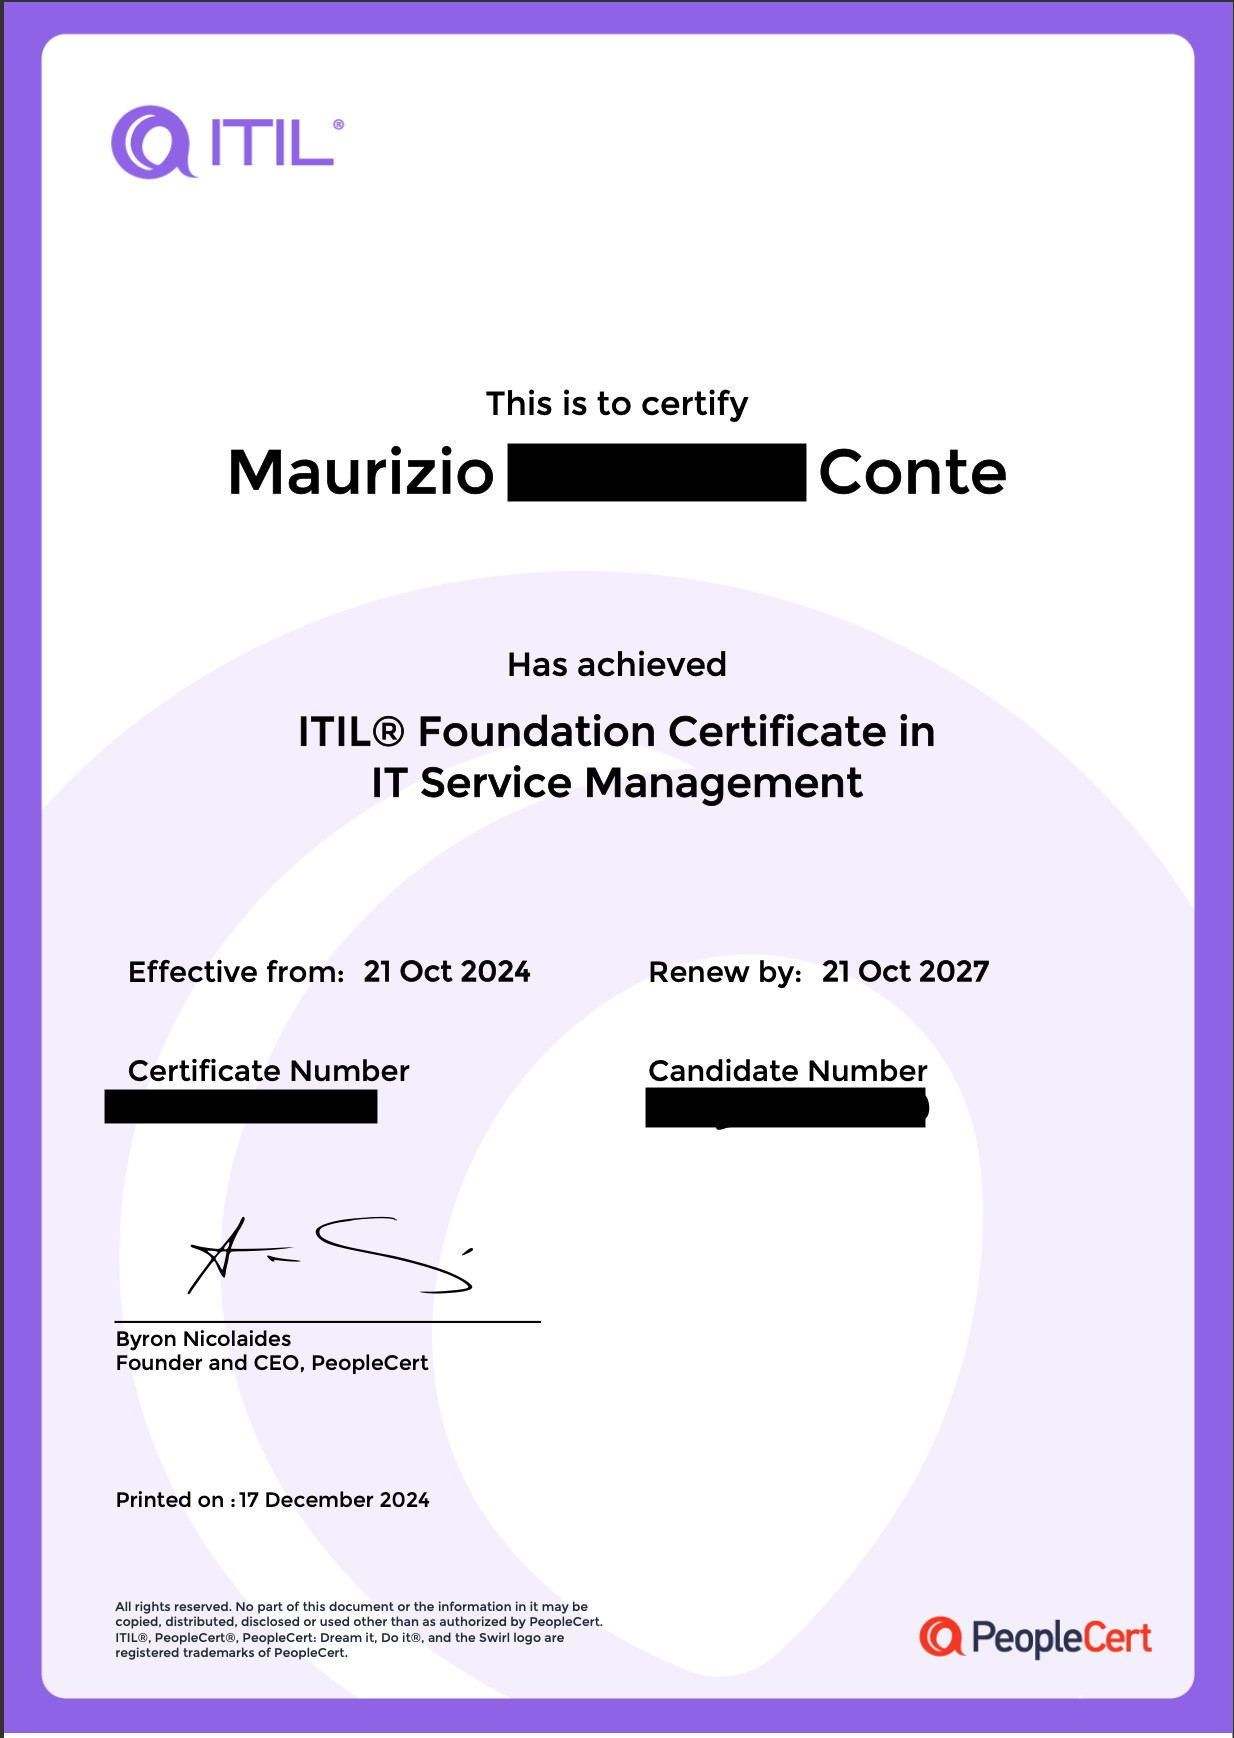 ITIL®
This is to certify
Maurizio Conte
Has achieved
ITIL® Foundation Certificate in
IT Service Management
Effective from: 21 Oct 2024 Renew by: 21 Oct 2027
Certificate Number Candidate Number
Byron Nicolaides
Founder and CEO, PeopleCert
Printed on : 17 December 2024
All rights reserved. No part of this document or the information in it may be
copied, distributed, disclosed or used other than as authorized by PeopleCert.
ITIL®, PeopleCert®, PeopleCert: Dream it, Do it®, and the Swirl logo are
registered trademarks of PeopleCert.
PeopleCert